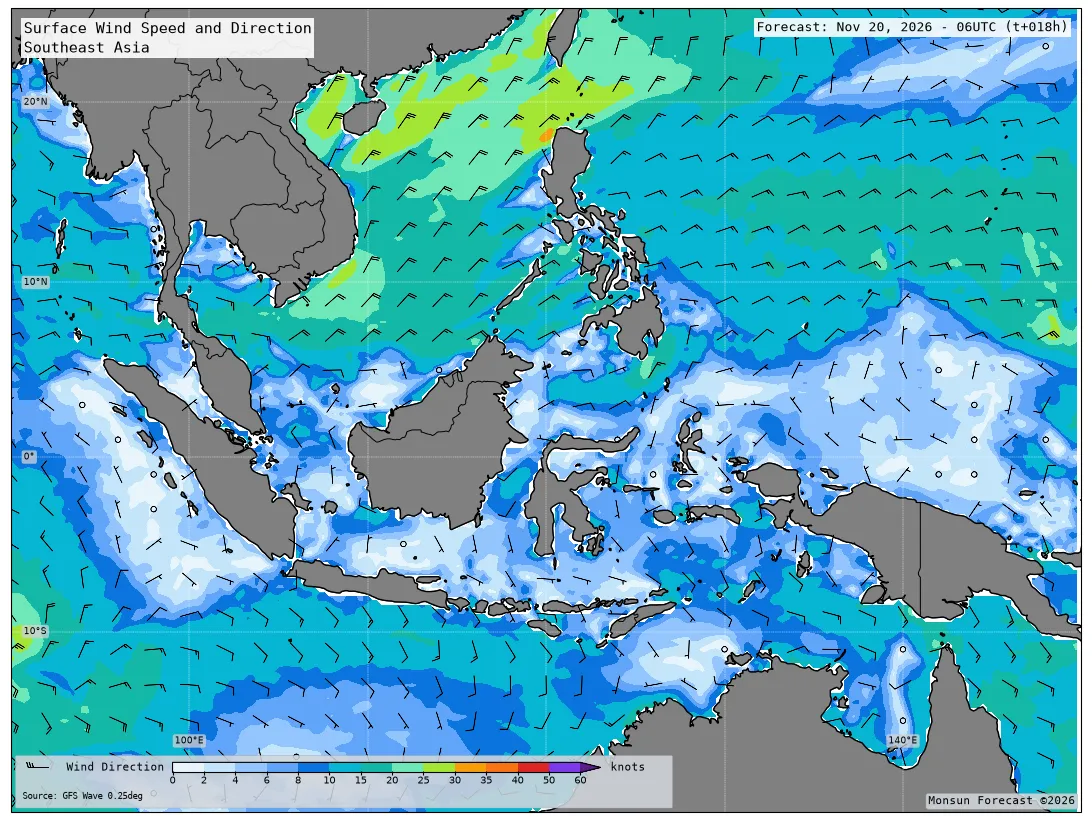 Surface Wind Speed and Direction
Southeast Asia
Forecast: Nov 20, 2026 - 06UTC (t+018h)
20°N
10°N
0°
10°S
100°E
140°E
Wind Direction
0 2 4 6 8 10 15 20 25 30 35 40 50 60
knots
Source: GFS Wave 0.25deg
Monsun Forecast ©2026